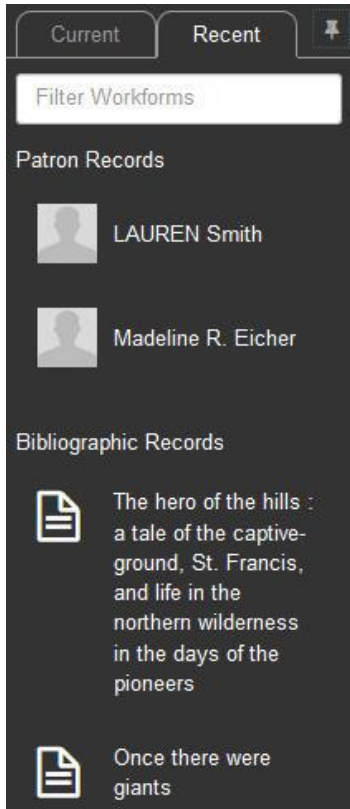 Current Recent
Filter Workforms
Patron Records
LAUREN Smith
Madeline R. Eicher
Bibliographic Records
The hero of the hills :
a tale of the captive-
ground, St. Francis,
and life in the
northern wilderness
in the days of the
pioneers
Once there were
giants